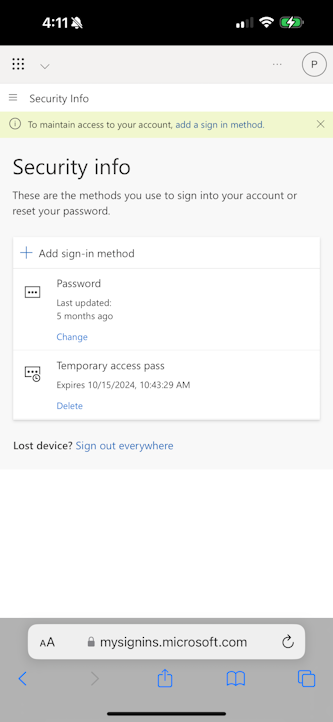 4:11
P
Security Info
To maintain access to your account, add a sign in method.
Security info
These are the methods you use to sign into your account or
reset your password.
Add sign-in method
Password
Last updated:
5 months ago
Change
Temporary access pass
Expires 10/15/2024, 10:43:29 AM
Delete
Lost device? Sign out everywhere
AA
mysignins.microsoft.com